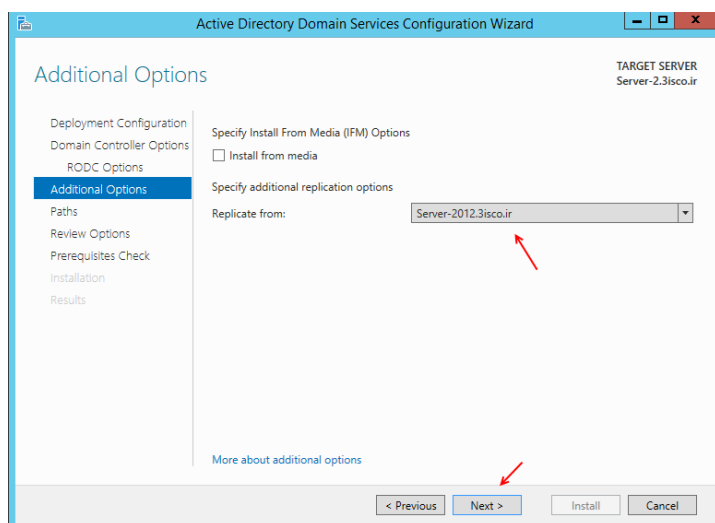 Active Directory Domain Services Configuration Wizard
Additional Options
TARGET SERVER
Server-2.3isco.ir
Deployment Configuration
Domain Controller Options
RODC Options
Additional Options
Paths
Review Options
Prerequisites Check
Installation
Results
Specify Install From Media (IFM) Options
Install from media
Specify additional replication options
Replicate from:
Server-2012.3isco.ir
More about additional options
< Previous
Next >
Install
Cancel